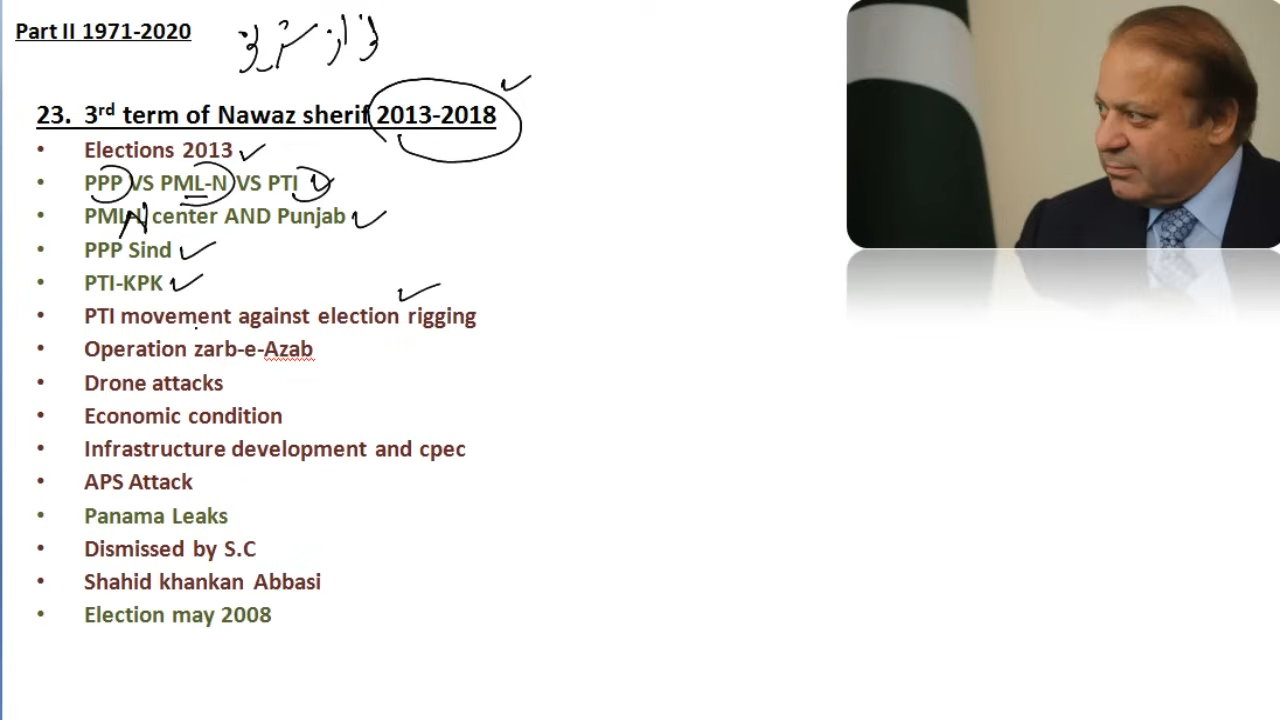 Part II 1971-2020
23. 3rd term of Nawaz sherif 2013-2018
• Elections 2013
• PPP VS PML-N VS PTI
• PMLN center AND Punjab
• PPP Sind
• PTI-KPK
• PTI movement against election rigging
• Operation zarb-e-Azab
• Drone attacks
• Economic condition
• Infrastructure development and cpec
• APS Attack
• Panama Leaks
• Dismissed by S.C
• Shahid khankan Abbasi
• Election may 2008